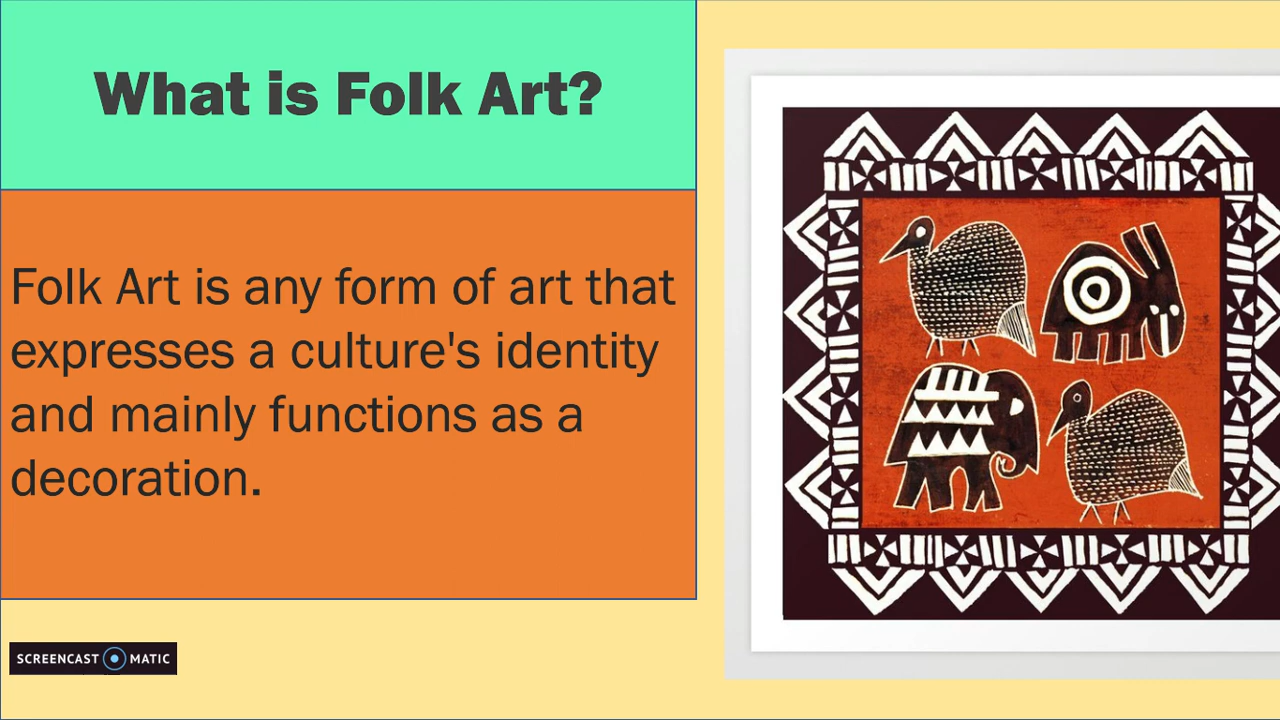 What is Folk Art?
Folk Art is any form of art that
expresses a culture's identity
and mainly functions as a
decoration.
SCREENCAST MATIC